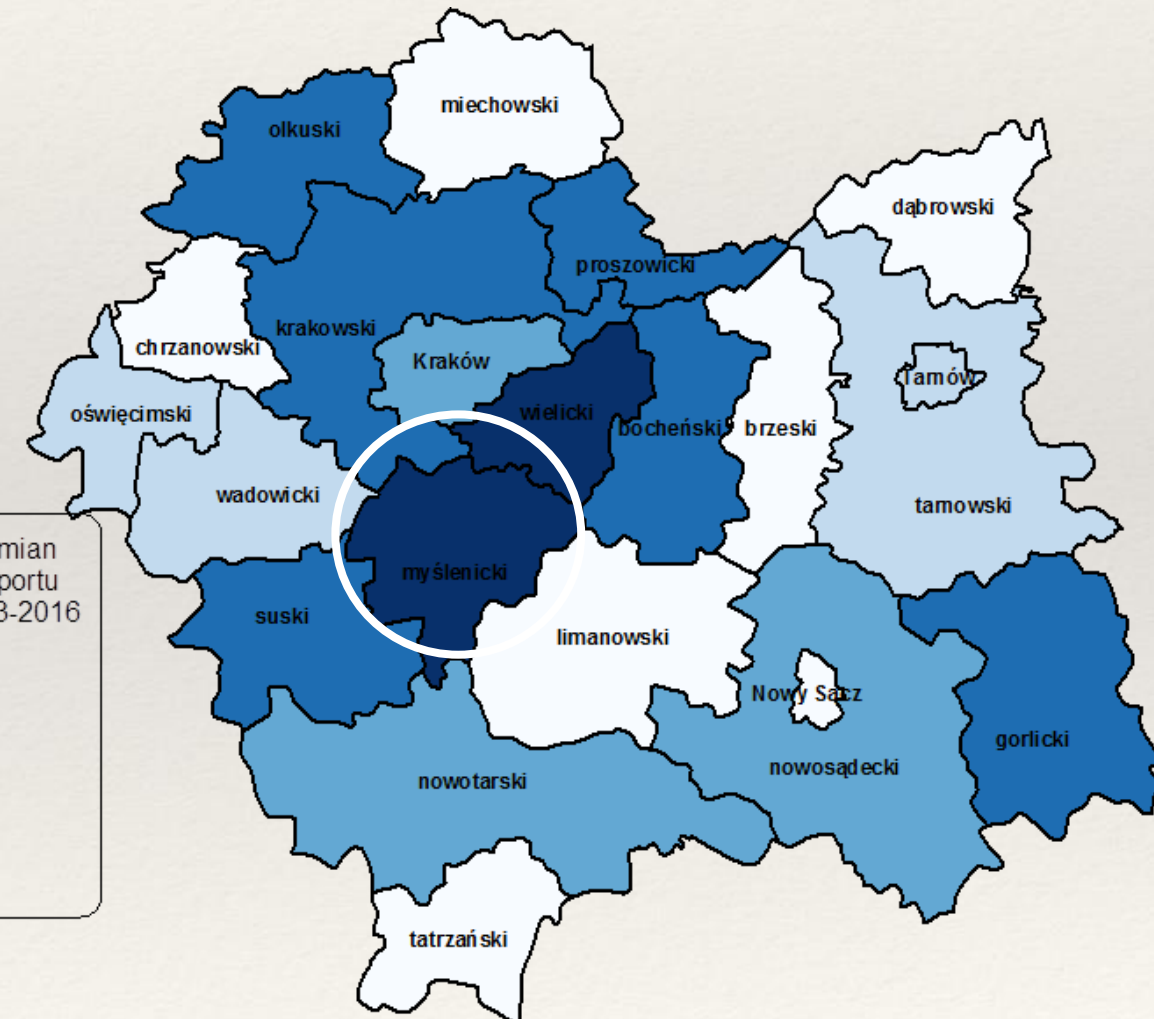 miechowski
olkuski
dąbrowski
proszowicki
krakowski
chrzanowski
Kraków
Tarnów
oświęcimski
wielicki
bocheński
brzeski
wadowicki
tarnowski
mian
portu
-2016
myślenicki
suski
limanowski
Nowy Sącz
gorlicki
nowosądecki
nowotarski
tatrzański